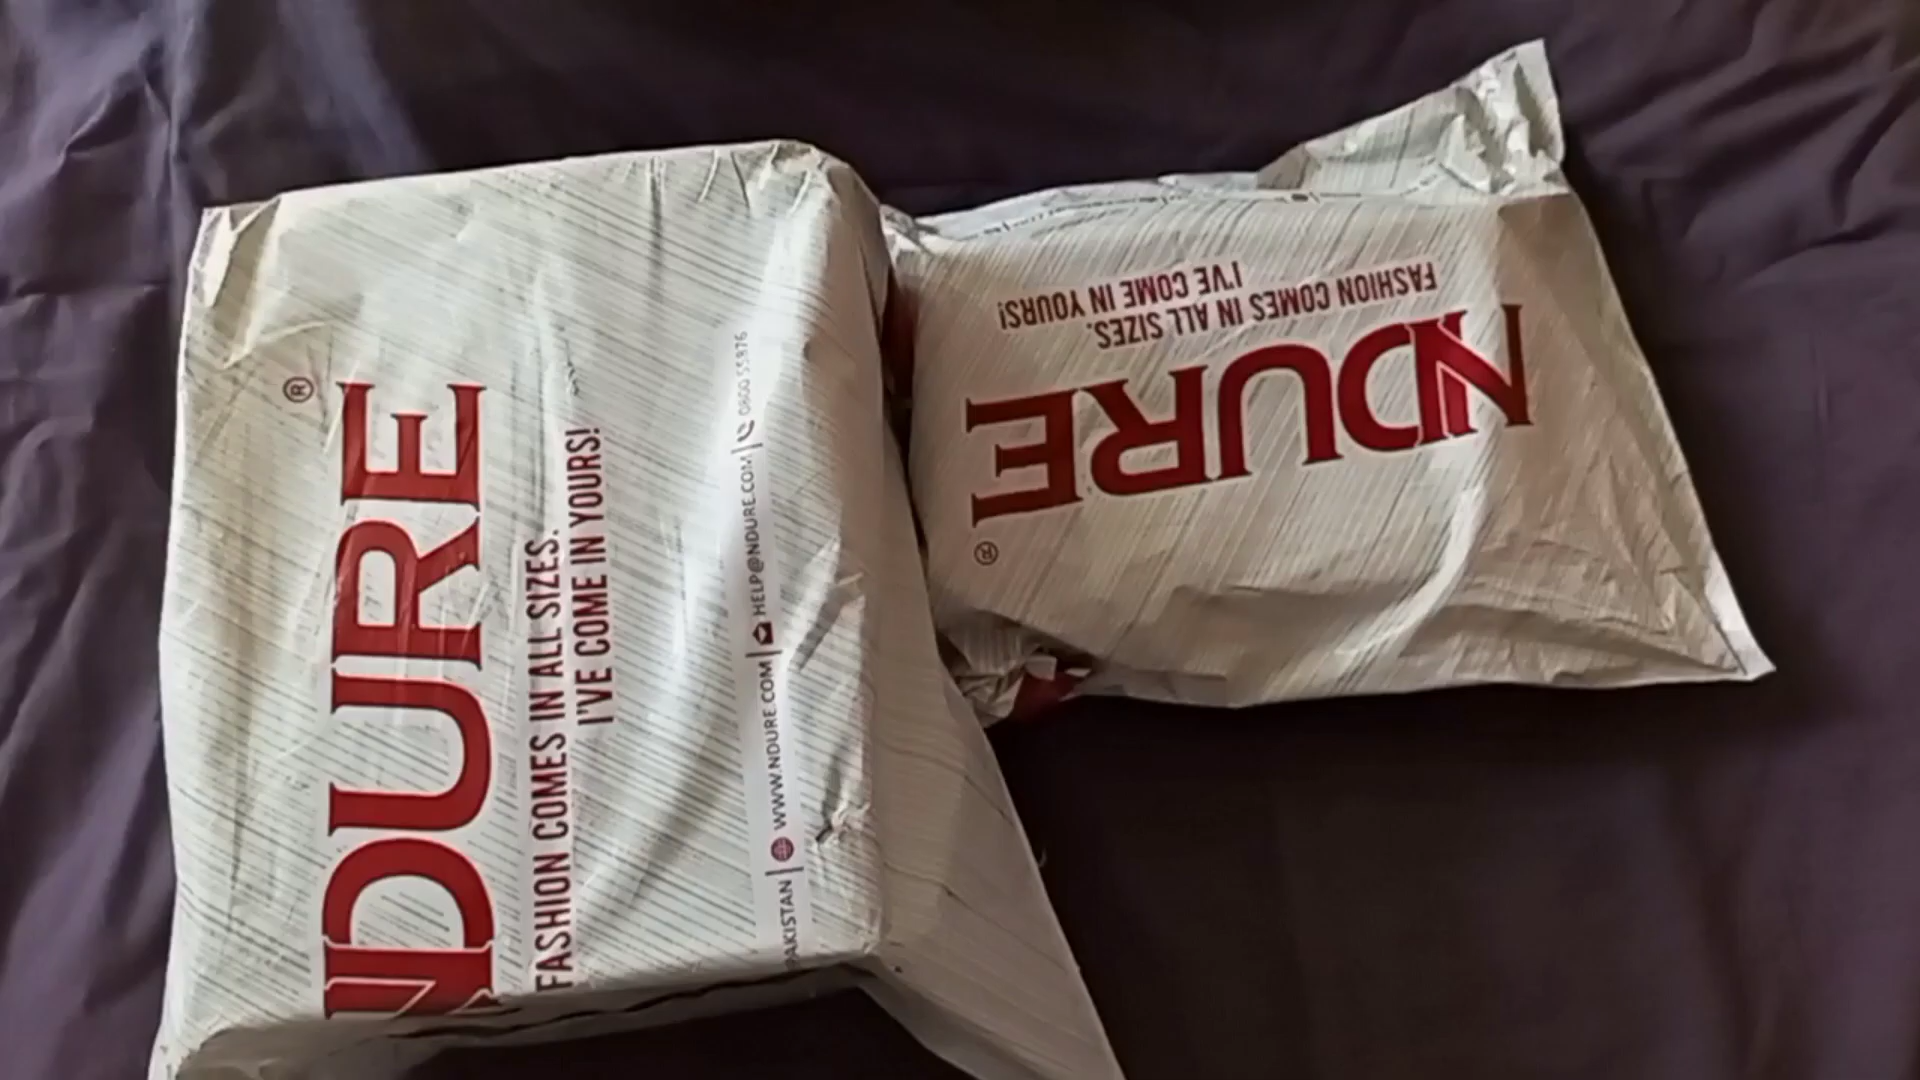 NDURE®
FASHION COMES IN ALL SIZES.
I'VE COME IN YOURS!
PAKISTAN | WWW.NDURE.COM | HELP@NDURE.COM | 0800 55376
NDURE®
FASHION COMES IN ALL SIZES.
I'VE COME IN YOURS!